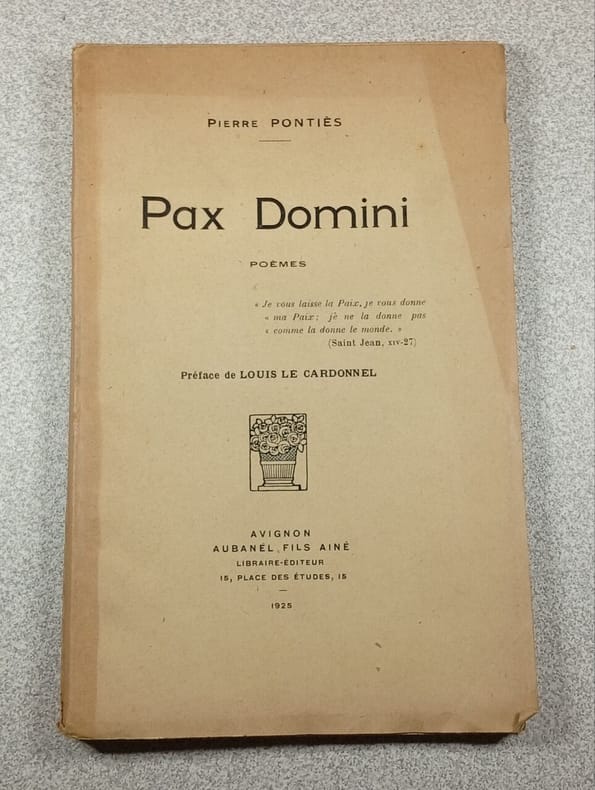 PIERRE PONTIÈS
Pax Domini
POÈMES
« Je vous laisse la Paix, je vous donne
« ma Paix ; je ne la donne pas
« comme la donne le monde. »
(Saint Jean, XIV-27)
Préface de LOUIS LE CARDONNEL
AVIGNON
AUBANEL FILS AINÉ
LIBRAIRE-ÉDITEUR
15, PLACE DES ÉTUDES, 15
1925